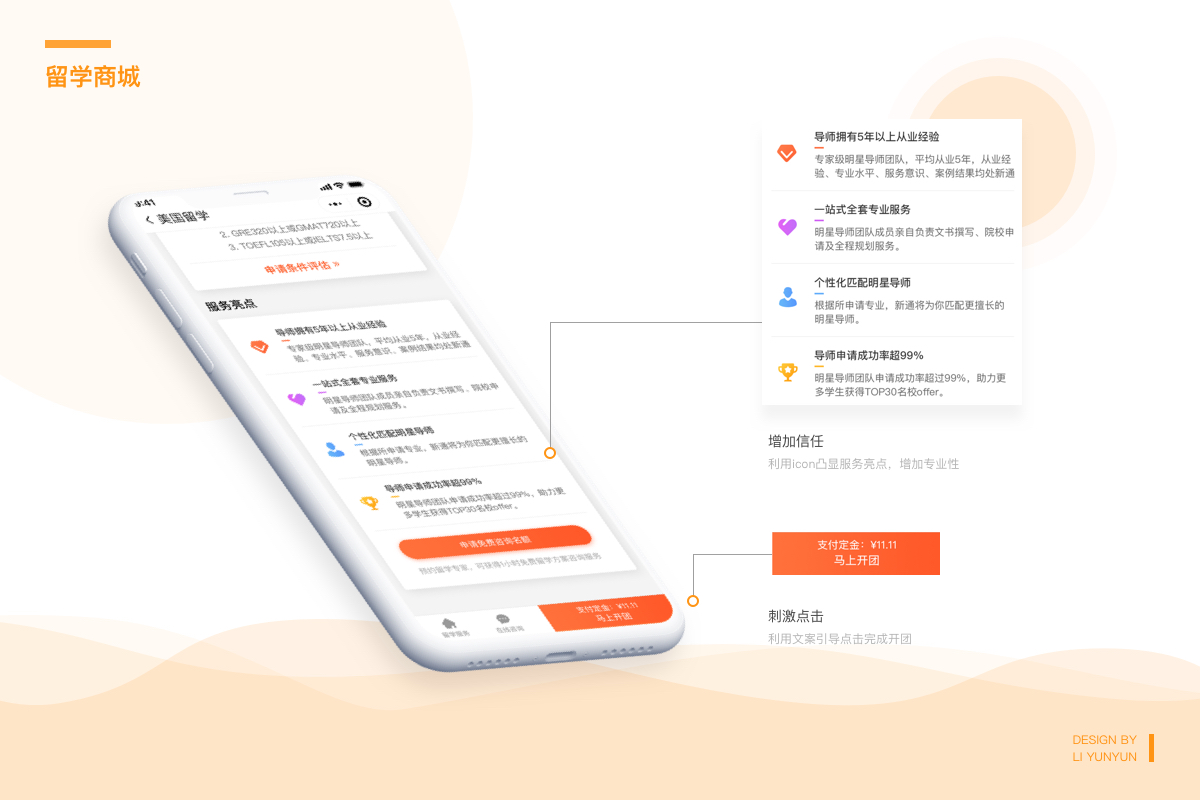 留学商城
9:41
美国留学
2. GRE320以上或GMAT720以上
3. TOEFL105以上或IELTS7.5以上
申请条件评估 »
服务亮点
导师拥有5年以上从业经验
专家级明星导师团队，平均从业5年，从业经
验、专业水平、服务意识、案例结果均处新通
一站式全套专业服务
明星导师团队成员亲自负责文书撰写、院校申
请及全程规划服务。
个性化匹配明星导师
根据所申请专业，新通将为你匹配更擅长的
明星导师。
导师申请成功率超99%
明星导师团队申请成功率超过99%，助力更
多学生获得TOP30名校offer。
申请免费咨询名额
预约留学专家，可获得1小时免费留学方案咨询服务
留学服务
在线咨询
支付定金：¥11.11
马上开团
导师拥有5年以上从业经验
专家级明星导师团队，平均从业5年，从业经
验、专业水平、服务意识、案例结果均处新通
一站式全套专业服务
明星导师团队成员亲自负责文书撰写、院校申
请及全程规划服务。
个性化匹配明星导师
根据所申请专业，新通将为你匹配更擅长的
明星导师。
导师申请成功率超99%
明星导师团队申请成功率超过99%，助力更
多学生获得TOP30名校offer。
增加信任
利用icon凸显服务亮点，增加专业性
支付定金：¥11.11
马上开团
刺激点击
利用文案引导点击完成开团
DESIGN BY
LI YUNYUN